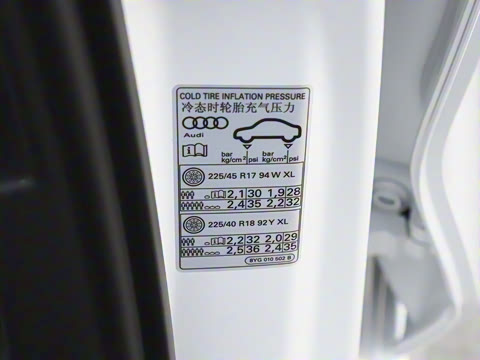 COLD TIRE INFLATION PRESSURE
冷态时轮胎充气压力
Audi
bar kg/cm² psi bar kg/cm² psi
225/45 R17 94 W XL
2,1 30 1,9 28
2,4 35 2,2 32
225/40 R18 92 Y XL
2,2 32 2,0 29
2,5 36 2,4 35
8YG 010 502 B